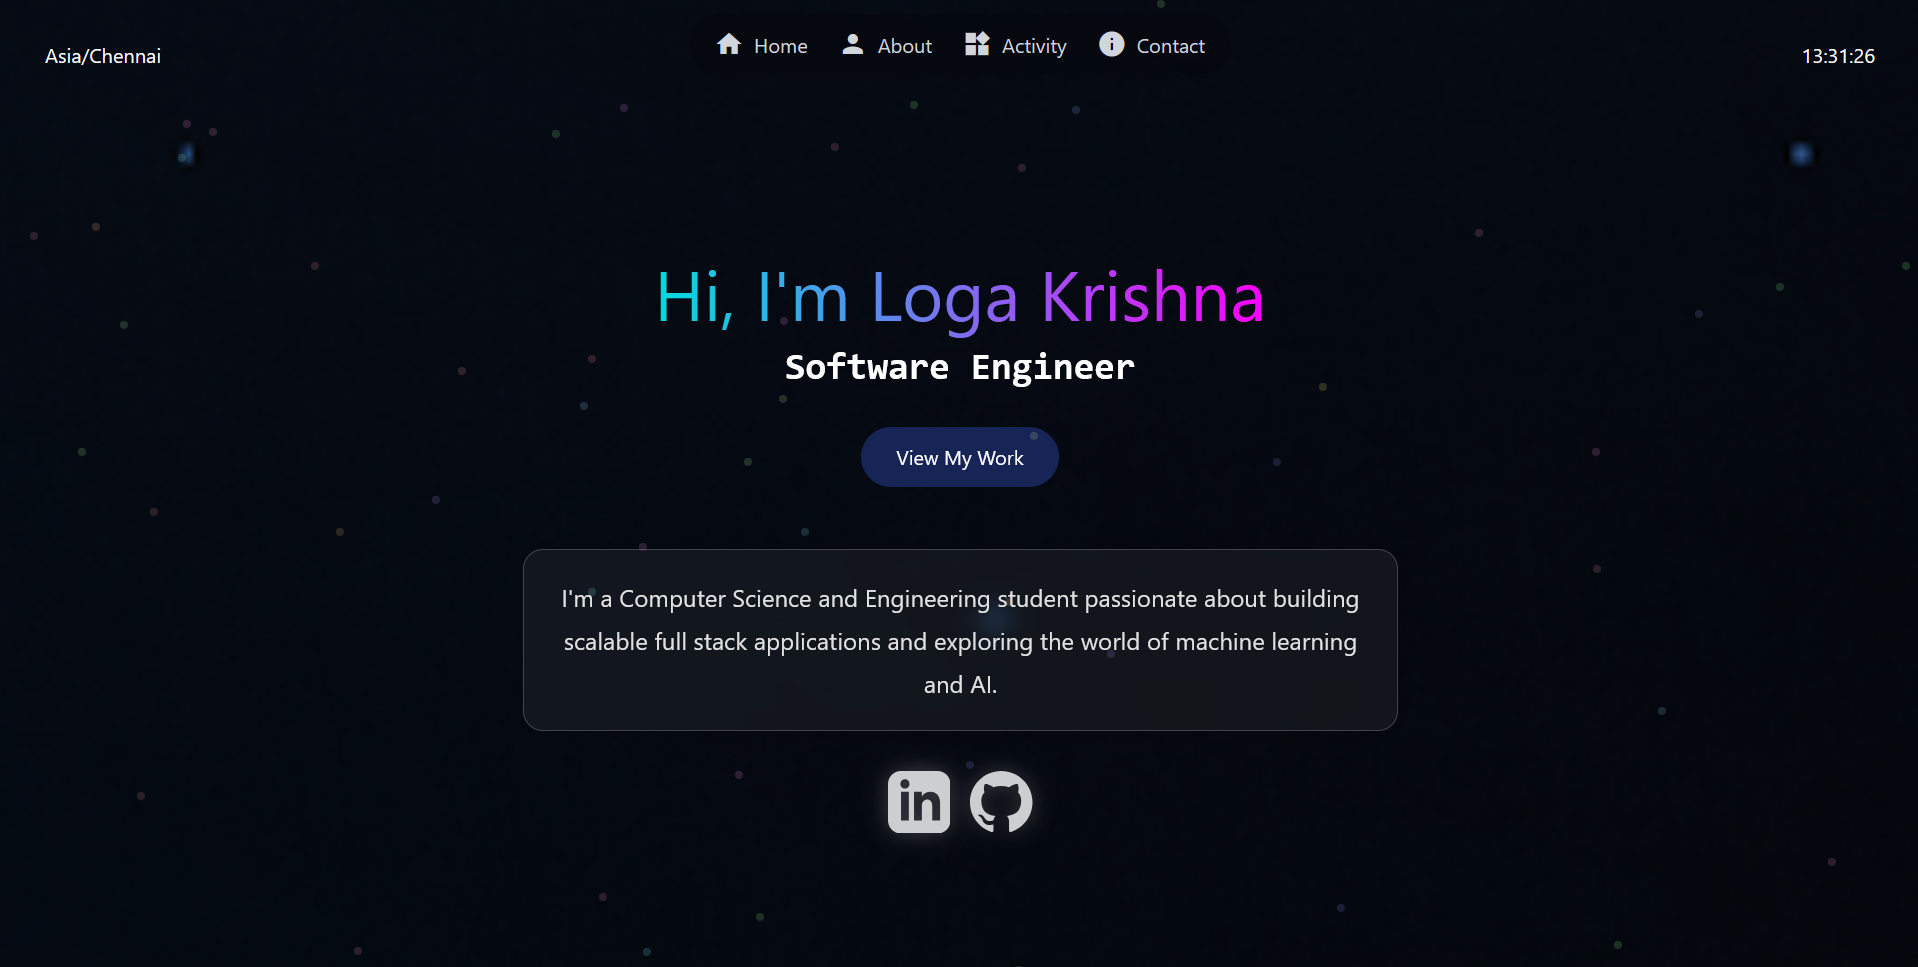 Asia/Chennai
Home About Activity Contact
13:31:26
Hi, I'm Loga Krishna
Software Engineer
View My Work
I'm a Computer Science and Engineering student passionate about building
scalable full stack applications and exploring the world of machine learning
and AI.
in